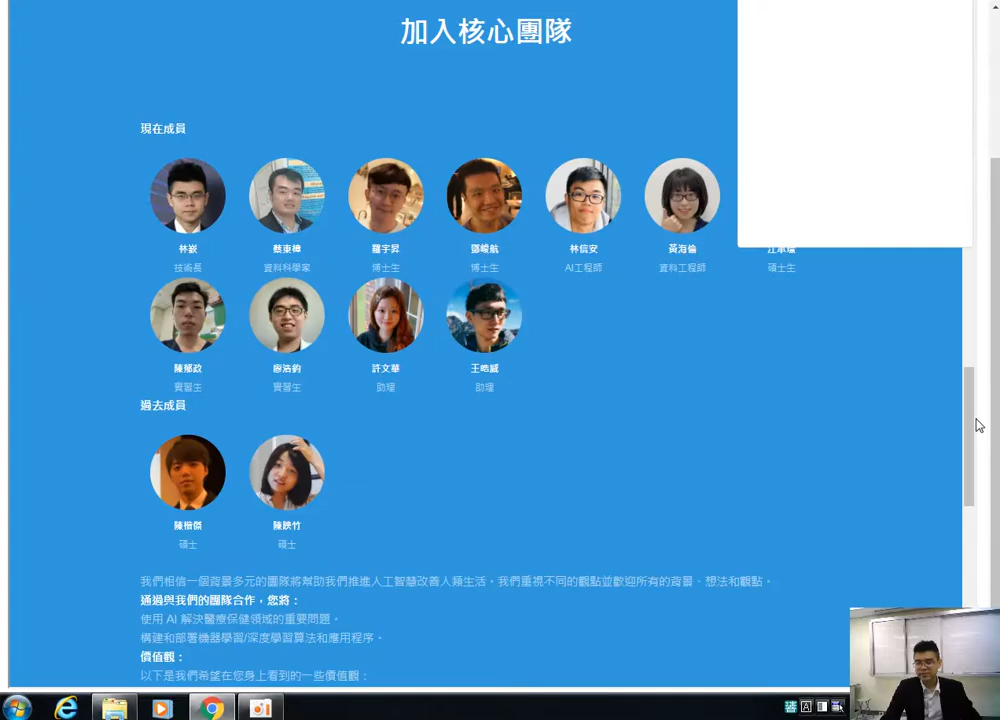 加入核心團隊
現在成員
林嶔 蔡東樺 羅宇昇 鄧峻航 林信安 黃海倫
技術長 資料科學家 博士生 博士生 AI工程師 資料工程師 碩士生
陳郁政 廖浩鈞 許文華 王皓威
實習生 實習生 助理 助理
過去成員
陳楷傑 陳映竹
碩士 碩士
我們相信一個背景多元的團隊將幫助我們推進人工智慧改善人類生活。我們重視不同的觀點並歡迎所有的背景、想法和觀點。
通過與我們的團隊合作，您將：
使用 AI 解決醫療保健領域的重要問題。
構建和部署機器學習/深度學習算法和應用程序。
價值觀：
以下是我們希望在您身上看到的一些價值觀：